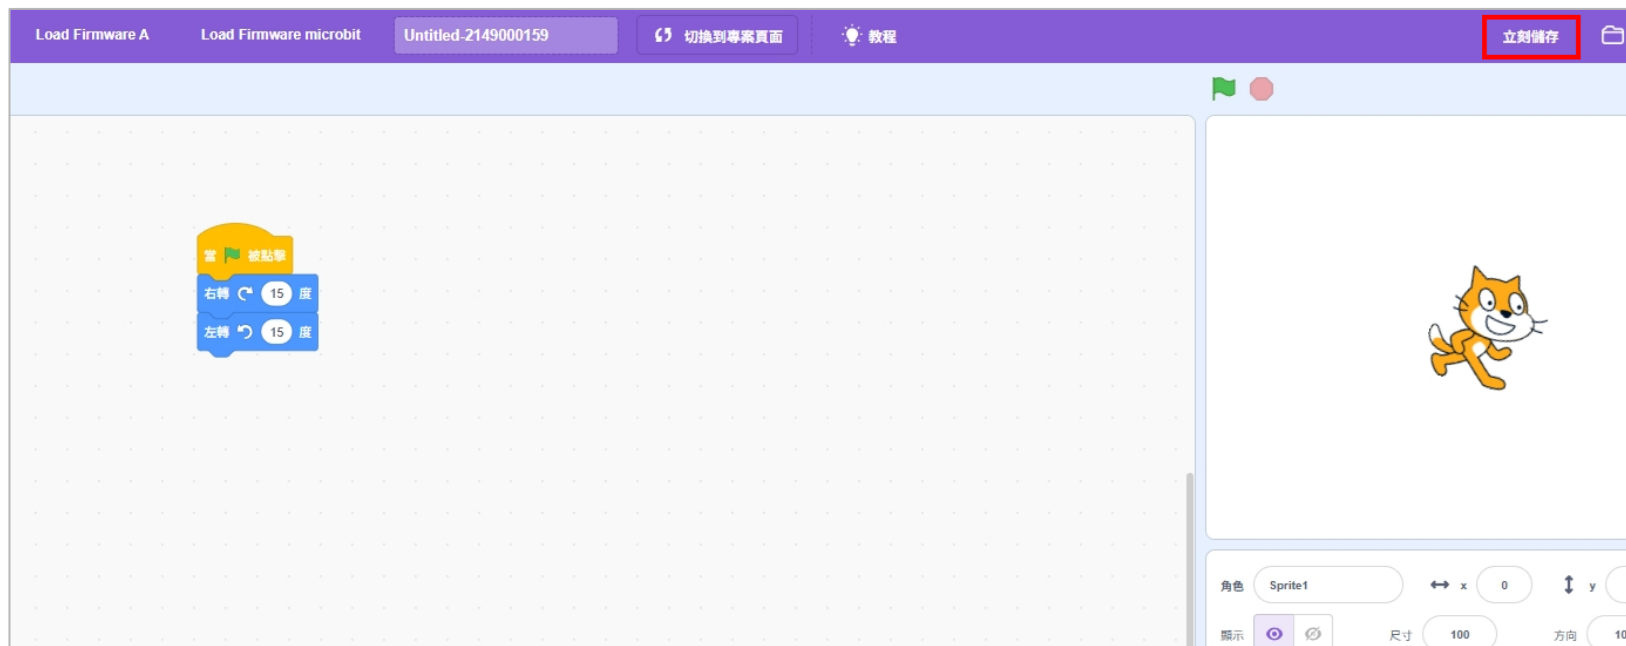 Load Firmware A Load Firmware microbit Untitled-2149000159 切換到專案頁面 教程 立刻儲存
當 被點擊
右轉 15 度
左轉 15 度
角色 Sprite1 x 0 y
顯示 尺寸 100 方向